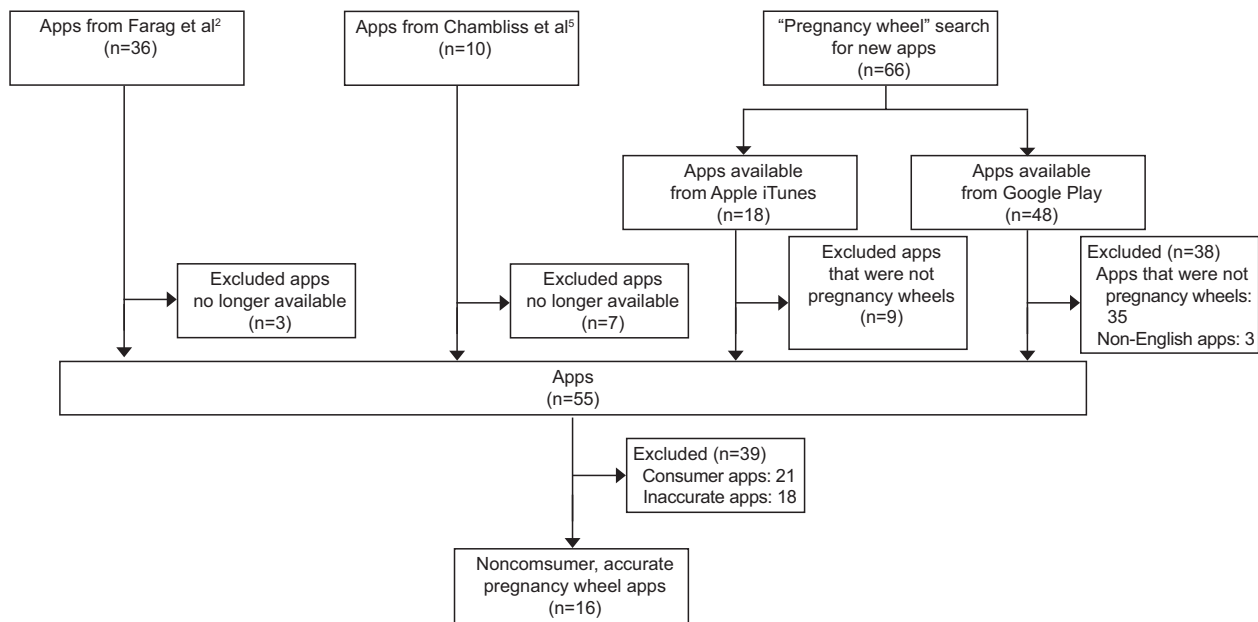 Apps from Farag et al²
(n=36)
Apps from Chambliss et al⁵
(n=10)
“Pregnancy wheel” search
for new apps
(n=66)
Apps available
from Apple iTunes
(n=18)
Apps available
from Google Play
(n=48)
Excluded apps
no longer available
(n=3)
Excluded apps
no longer available
(n=7)
Excluded apps
that were not
pregnancy wheels
(n=9)
Excluded (n=38)
Apps that were not
pregnancy wheels:
35
Non-English apps: 3
Apps
(n=55)
Excluded (n=39)
Consumer apps: 21
Inaccurate apps: 18
Noncomsumer, accurate
pregnancy wheel apps
(n=16)